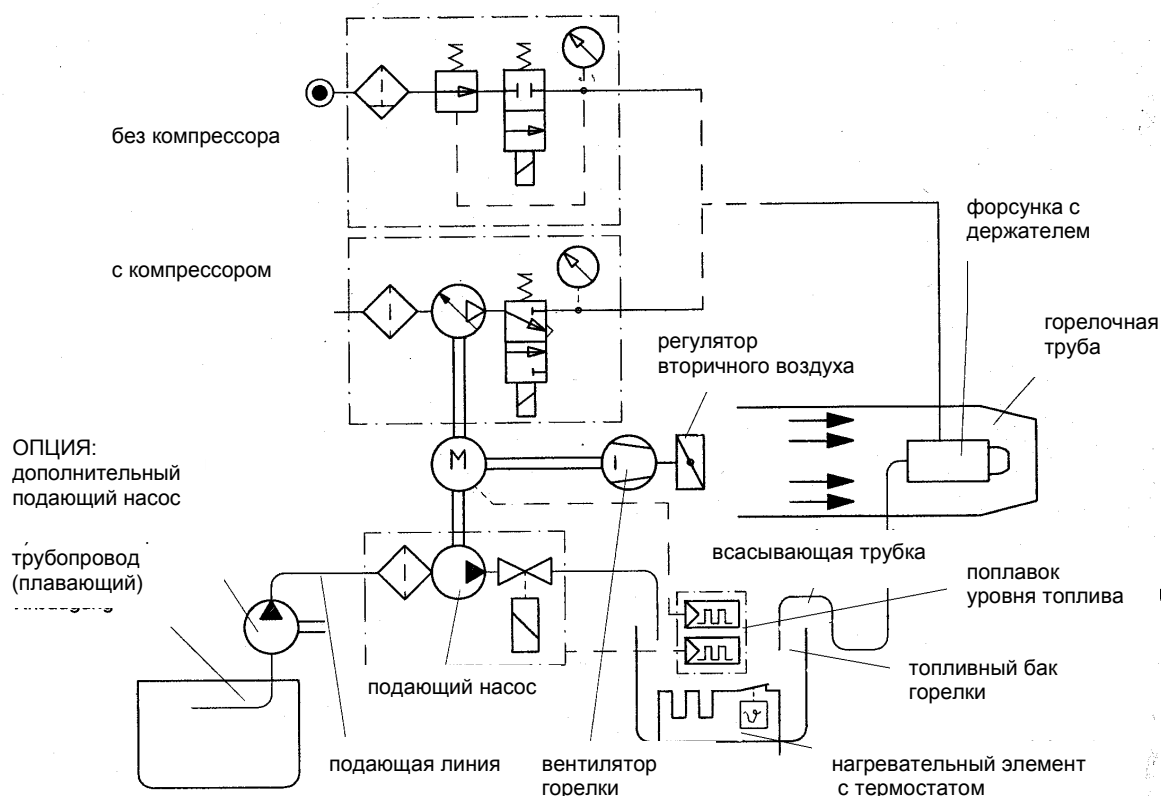 без компрессора
с компрессором
форсунка с
держателем
горелочная
труба
регулятор
вторичного воздуха
ОПЦИЯ:
дополнительный
подающий насос
M
трубопровод
(плавающий)
всасывающая трубка
поплавок
уровня топлива
подающий насос
топливный бак
горелки
ϑ
подающая линия
вентилятор
горелки
нагревательный элемент
с термостатом